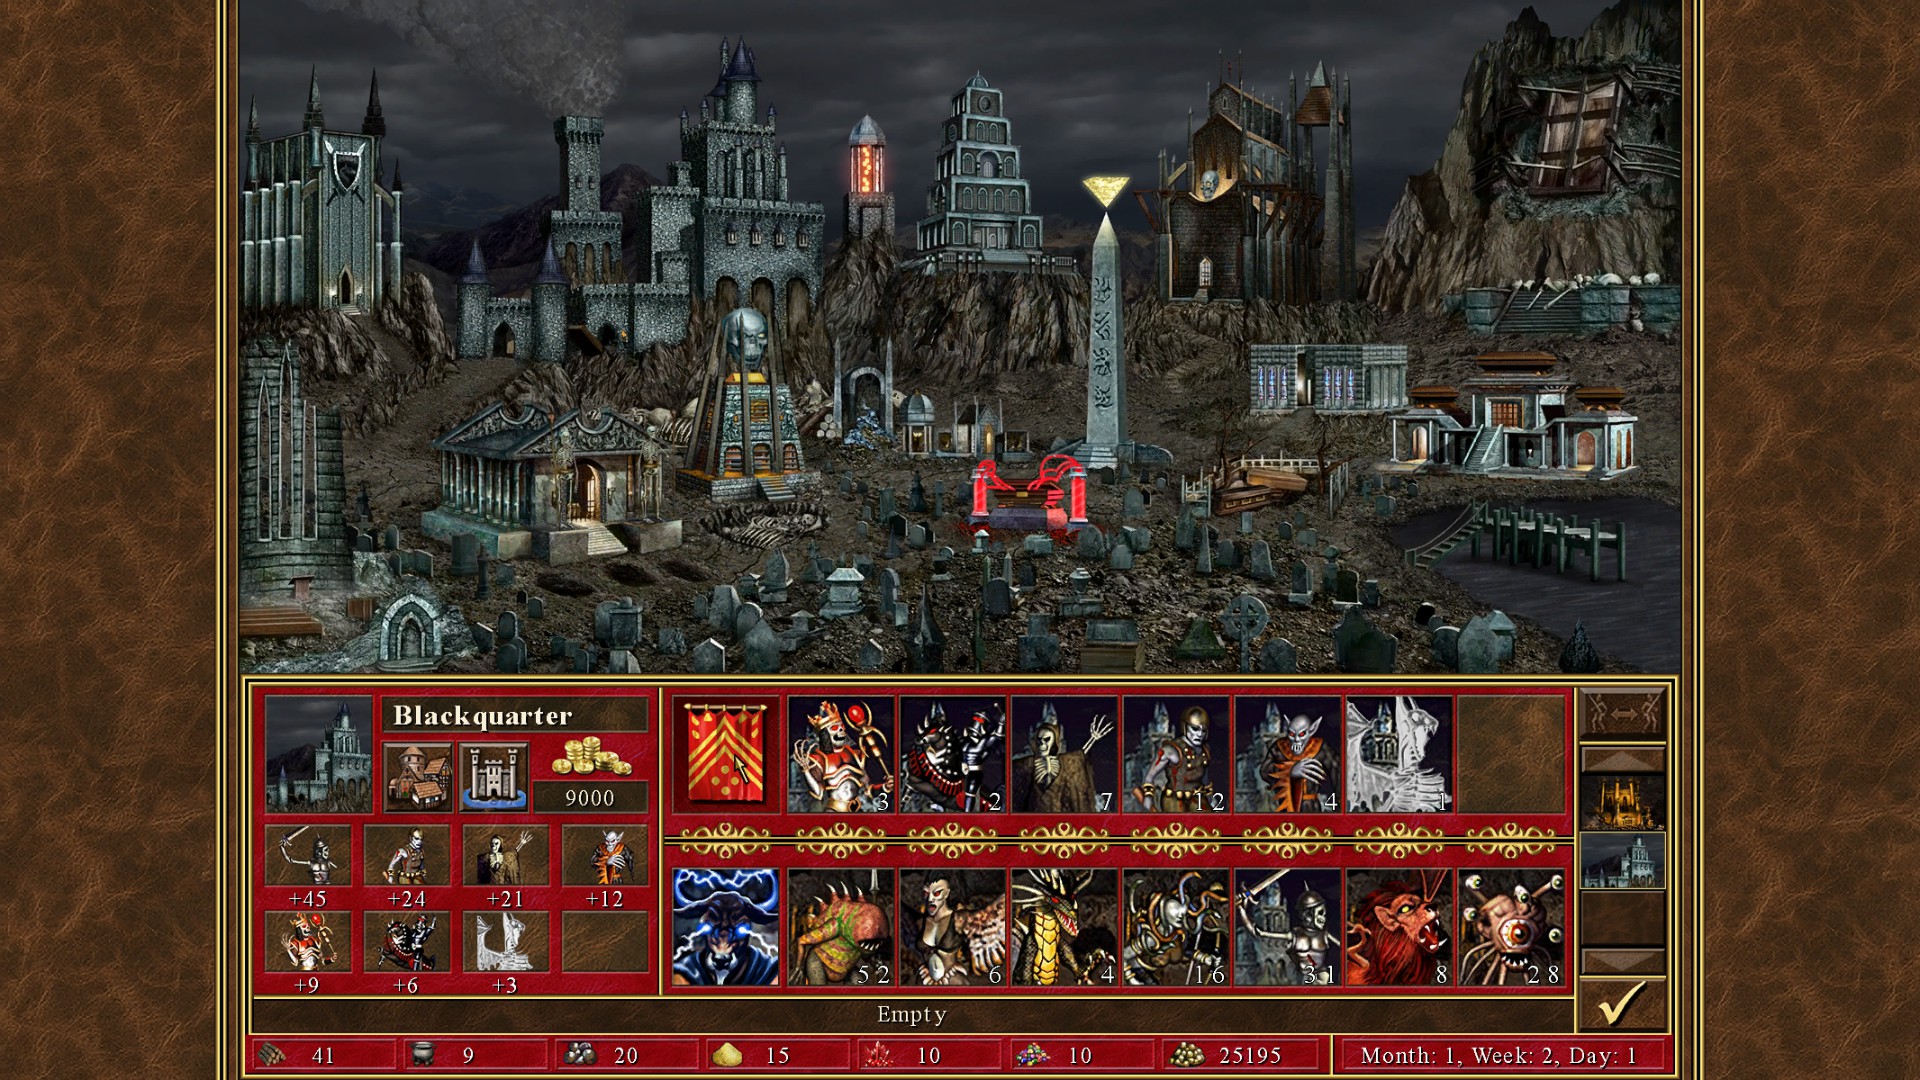 Blackquarter
9000
3 2 7 12 4 1
+45 +24 +21 +12
+9 +6 +3
52 6 4 16 31 8 28
Empty
41 9 20 15 10 10 25195 Month: 1, Week: 2, Day: 1